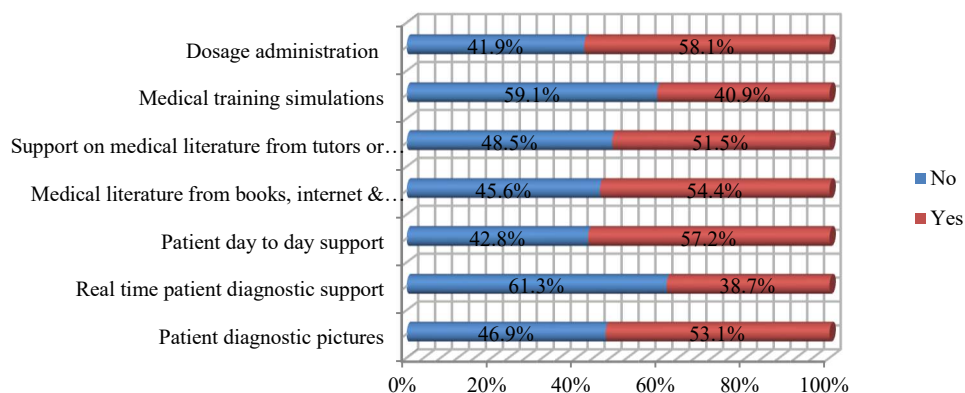 Dosage administration 41.9% 58.1%
Medical training simulations 59.1% 40.9%
Support on medical literature from tutors or… 48.5% 51.5%
Medical literature from books, internet &… 45.6% 54.4%
Patient day to day support 42.8% 57.2%
Real time patient diagnostic support 61.3% 38.7%
Patient diagnostic pictures 46.9% 53.1%
0% 20% 40% 60% 80% 100%
No
Yes